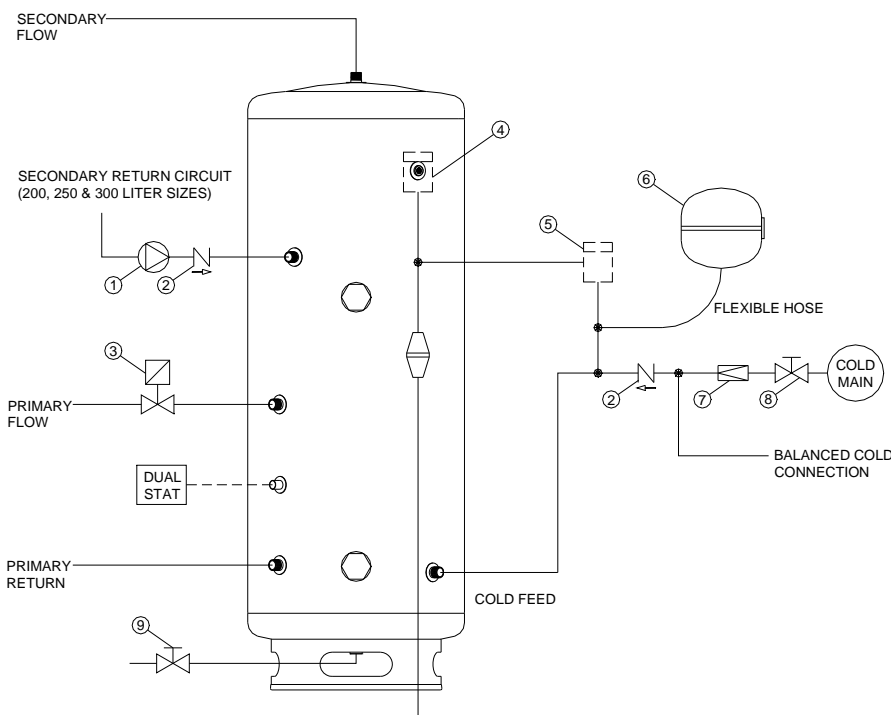 SECONDARY
FLOW
4
SECONDARY RETURN CIRCUIT
(200, 250 & 300 LITER SIZES)
6
5
1
2
FLEXIBLE HOSE
3
COLD
MAIN
2
7
8
PRIMARY
FLOW
BALANCED COLD
CONNECTION
DUAL
STAT
PRIMARY
RETURN
COLD FEED
9